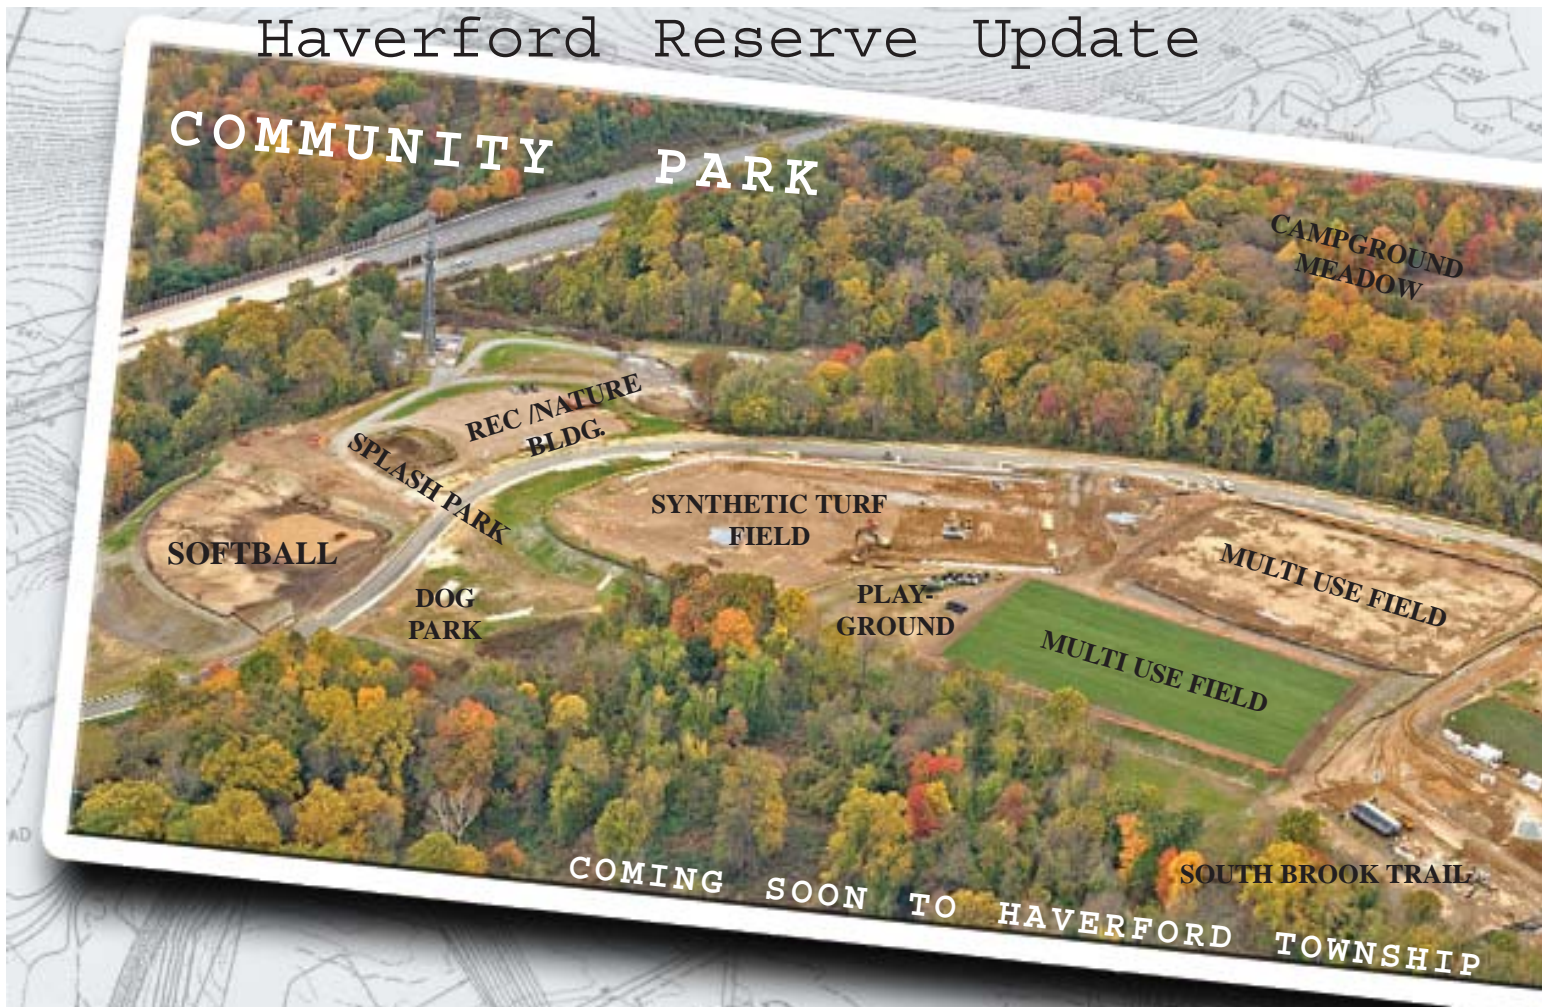 Haverford Reserve Update
COMMUNITY PARK
CAMPGROUND
MEADOW
REC /NATURE
BLDG.
SPLASH PARK
SYNTHETIC TURF
FIELD
SOFTBALL
MULTI USE FIELD
DOG
PARK
PLAY-
GROUND
MULTI USE FIELD
SOUTH BROOK TRAIL
COMING SOON TO HAVERFORD TOWNSHIP